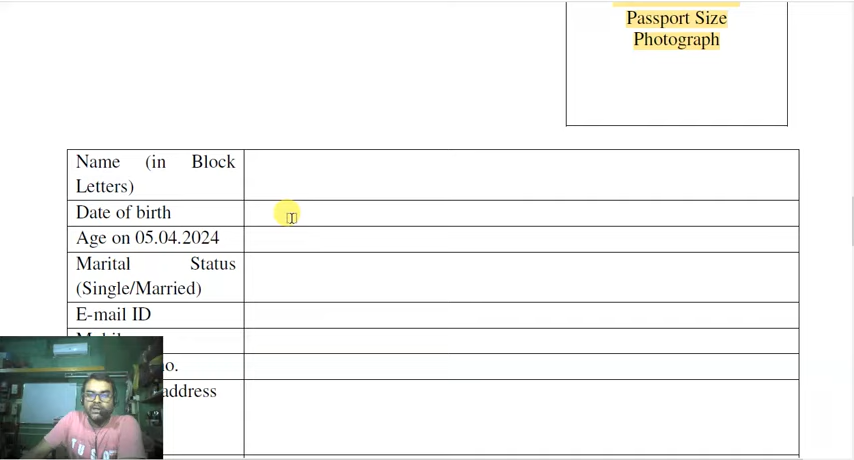 Passport Size
Photograph
Name (in Block
Letters)
Date of birth
Age on 05.04.2024
Marital Status
(Single/Married)
E-mail ID
no.
address